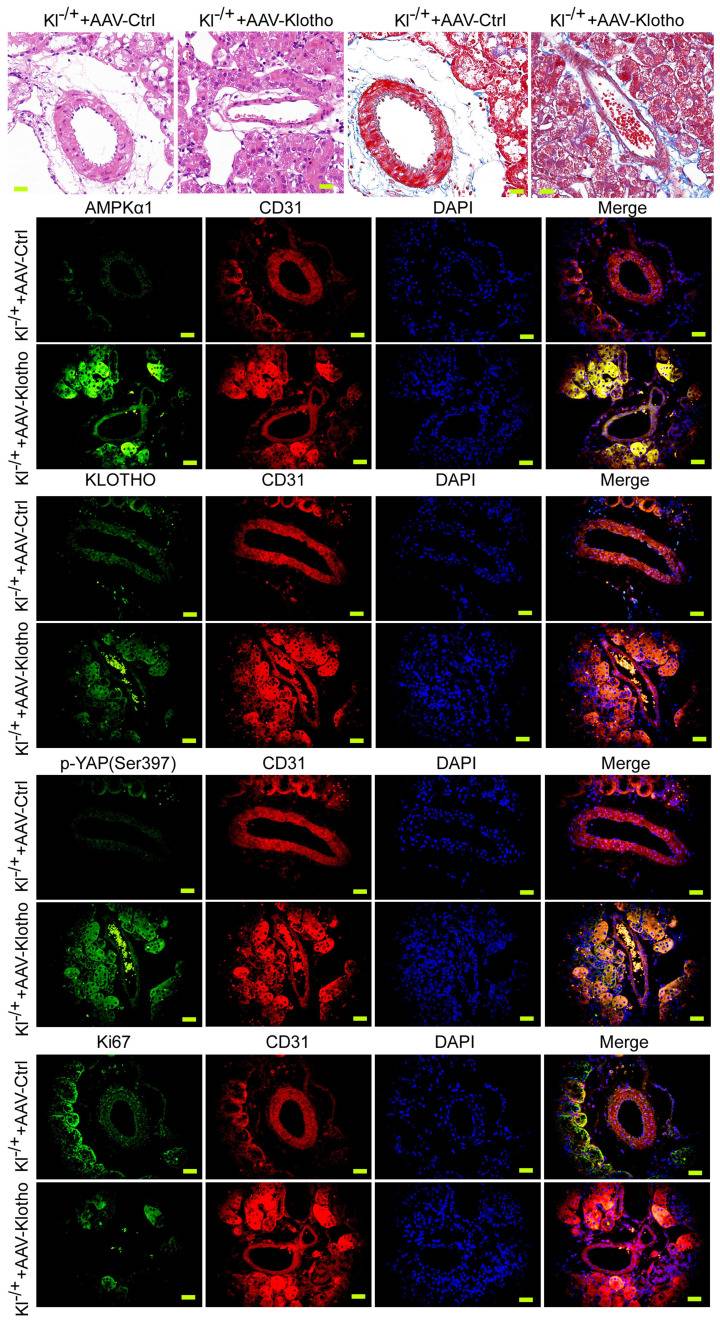 Kl-/++AAV-Ctrl Kl-/++AAV-Klotho Kl-/++AAV-Ctrl Kl-/++AAV-Klotho
AMPKα1 CD31 DAPI Merge
Kl-/++AAV-Ctrl
Kl-/++AAV-Klotho
KLOTHO CD31 DAPI Merge
Kl-/++AAV-Ctrl
Kl-/++AAV-Klotho
p-YAP(Ser397) CD31 DAPI Merge
Kl-/++AAV-Ctrl
Kl-/++AAV-Klotho
Ki67 CD31 DAPI Merge
Kl-/++AAV-Ctrl
Kl-/++AAV-Klotho